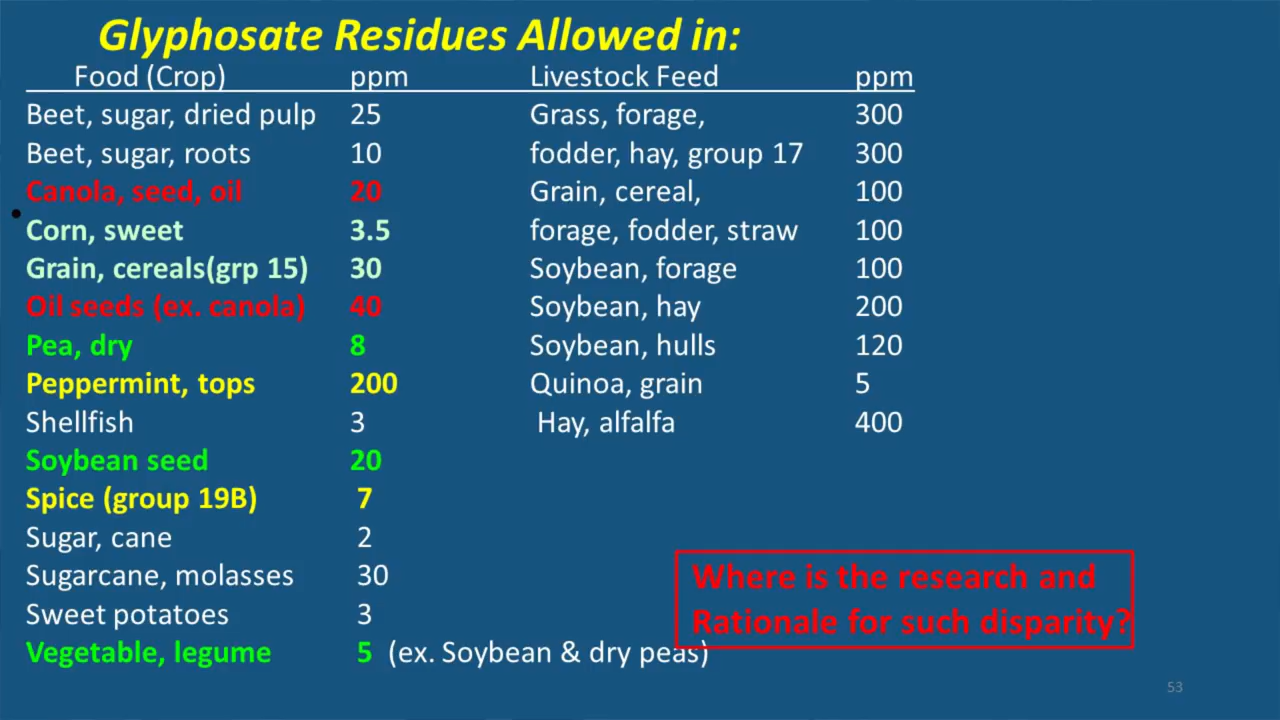 Glyphosate Residues Allowed in:
Food (Crop) ppm Livestock Feed ppm
Beet, sugar, dried pulp 25 Grass, forage, 300
Beet, sugar, roots 10 fodder, hay, group 17 300
Canola, seed, oil 20 Grain, cereal, 100
Corn, sweet 3.5 forage, fodder, straw 100
Grain, cereals(grp 15) 30 Soybean, forage 100
Oil seeds (ex. canola) 40 Soybean, hay 200
Pea, dry 8 Soybean, hulls 120
Peppermint, tops 200 Quinoa, grain 5
Shellfish 3 Hay, alfalfa 400
Soybean seed 20
Spice (group 19B) 7
Sugar, cane 2
Sugarcane, molasses 30
Sweet potatoes 3
Vegetable, legume 5 (ex. Soybean & dry peas)
Where is the research and
Rationale for such disparity?
53